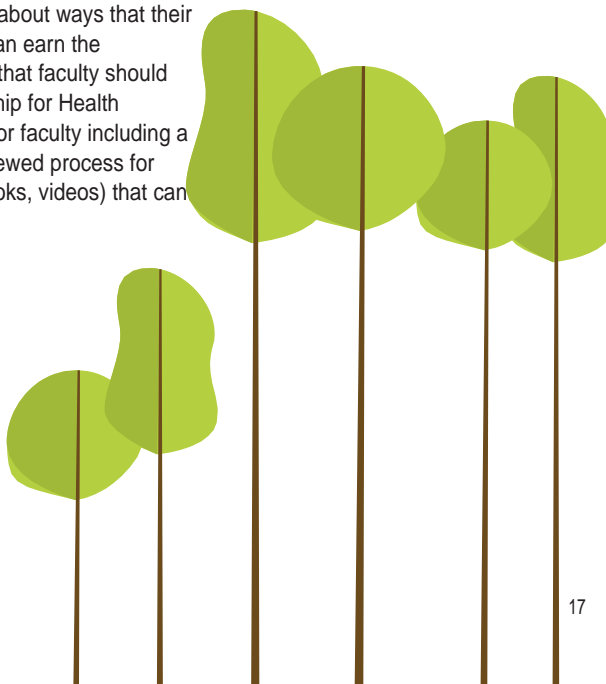 about ways that their
an earn the
that faculty should
hip for Health
or faculty including a
ewed process for
oks, videos) that can
17